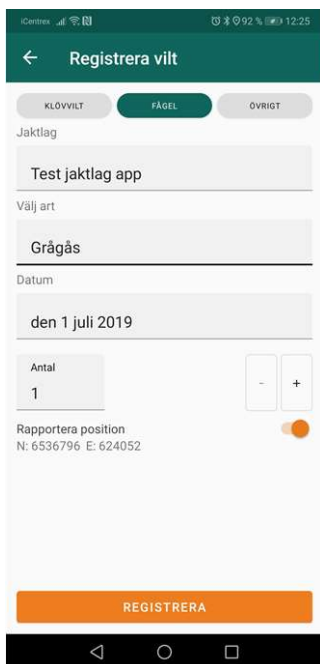 iCentrex 92 % 12:25
Registrera vilt
KLÖVVILT FÅGEL ÖVRIGT
Jaktlag
Test jaktlag app
Välj art
Grågås
Datum
den 1 juli 2019
Antal
1 - +
Rapportera position
N: 6536796 E: 624052
REGISTRERA